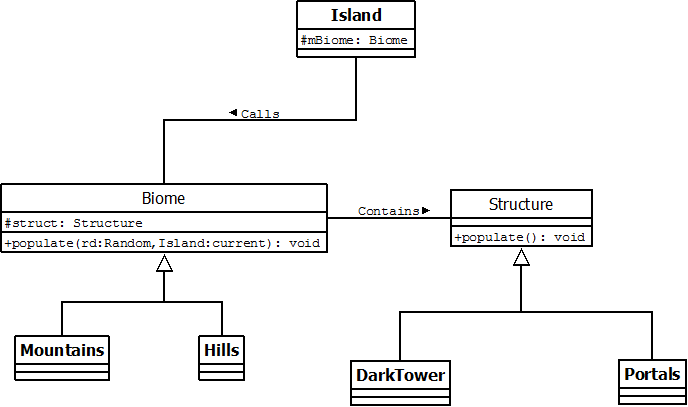 Island
#mBiome: Biome
Calls
Biome
#struct: Structure
+populate(rd:Random,Island:current): void
Contains
Structure
+populate(): void
Mountains
Hills
DarkTower
Portals